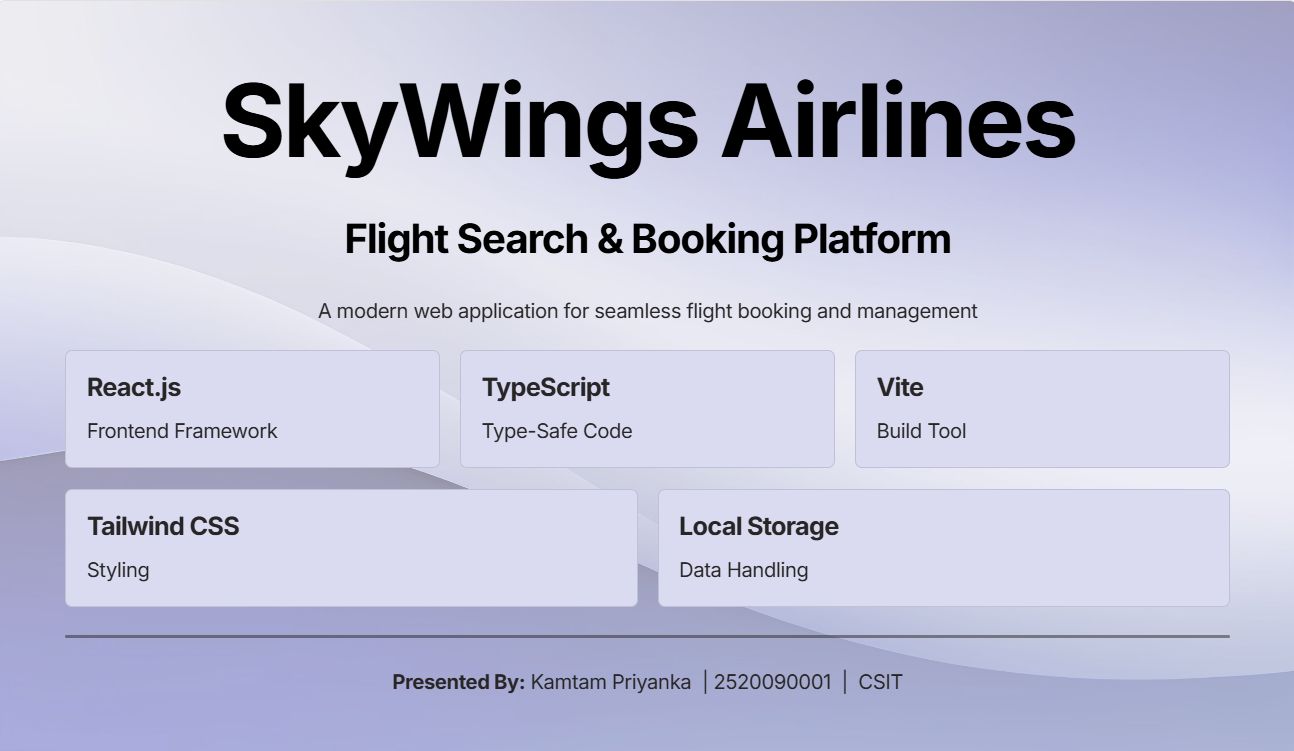 SkyWings Airlines
Flight Search & Booking Platform
A modern web application for seamless flight booking and management
React.js
Frontend Framework
TypeScript
Type-Safe Code
Vite
Build Tool
Tailwind CSS
Styling
Local Storage
Data Handling
Presented By: Kamtam Priyanka | 2520090001 | CSIT